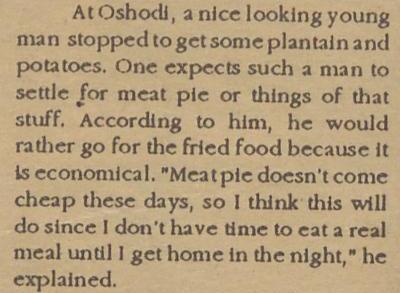 At Oshodi, a nice looking young
man stopped to get some plantain and
potatoes. One expects such a man to
settle for meat pie or things of that
stuff. According to him, he would
rather go for the fried food because it
is economical. "Meat pie doesn't come
cheap these days, so I think this will
do since I don't have time to eat a real
meal until I get home in the night," he
explained.